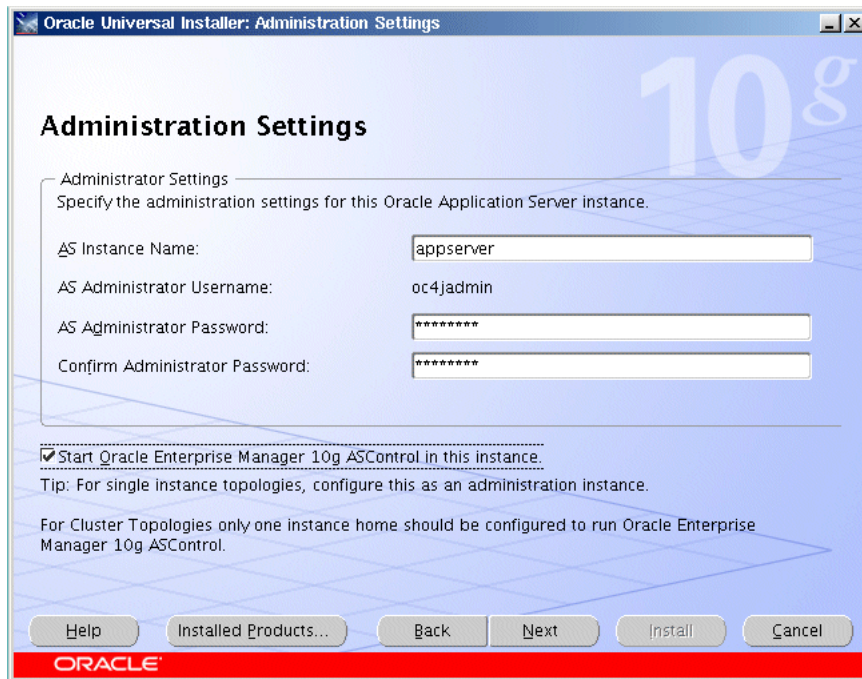 Oracle Universal Installer: Administration Settings
10g
Administration Settings
Administrator Settings
Specify the administration settings for this Oracle Application Server instance.
AS Instance Name:
appserver
AS Administrator Username:
oc4jadmin
AS Administrator Password:
********
Confirm Administrator Password:
********
Start Oracle Enterprise Manager 10g ASControl in this instance.
Tip: For single instance topologies, configure this as an administration instance.
For Cluster Topologies only one instance home should be configured to run Oracle Enterprise
Manager 10g ASControl.
Help
Installed Products...
Back
Next
Install
Cancel
ORACLE